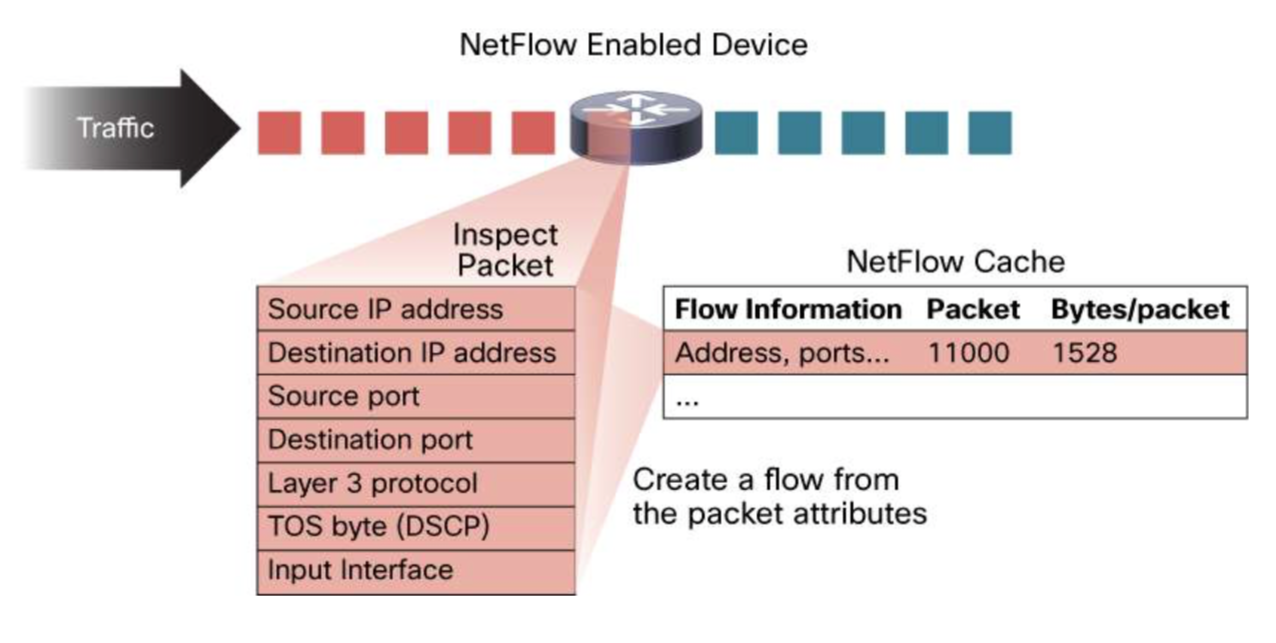 NetFlow Enabled Device
Traffic
Inspect
Packet
Source IP address
Destination IP address
Source port
Destination port
Layer 3 protocol
TOS byte (DSCP)
Input Interface
NetFlow Cache
Flow Information Packet Bytes/packet
Address, ports... 11000 1528
...
Create a flow from
the packet attributes